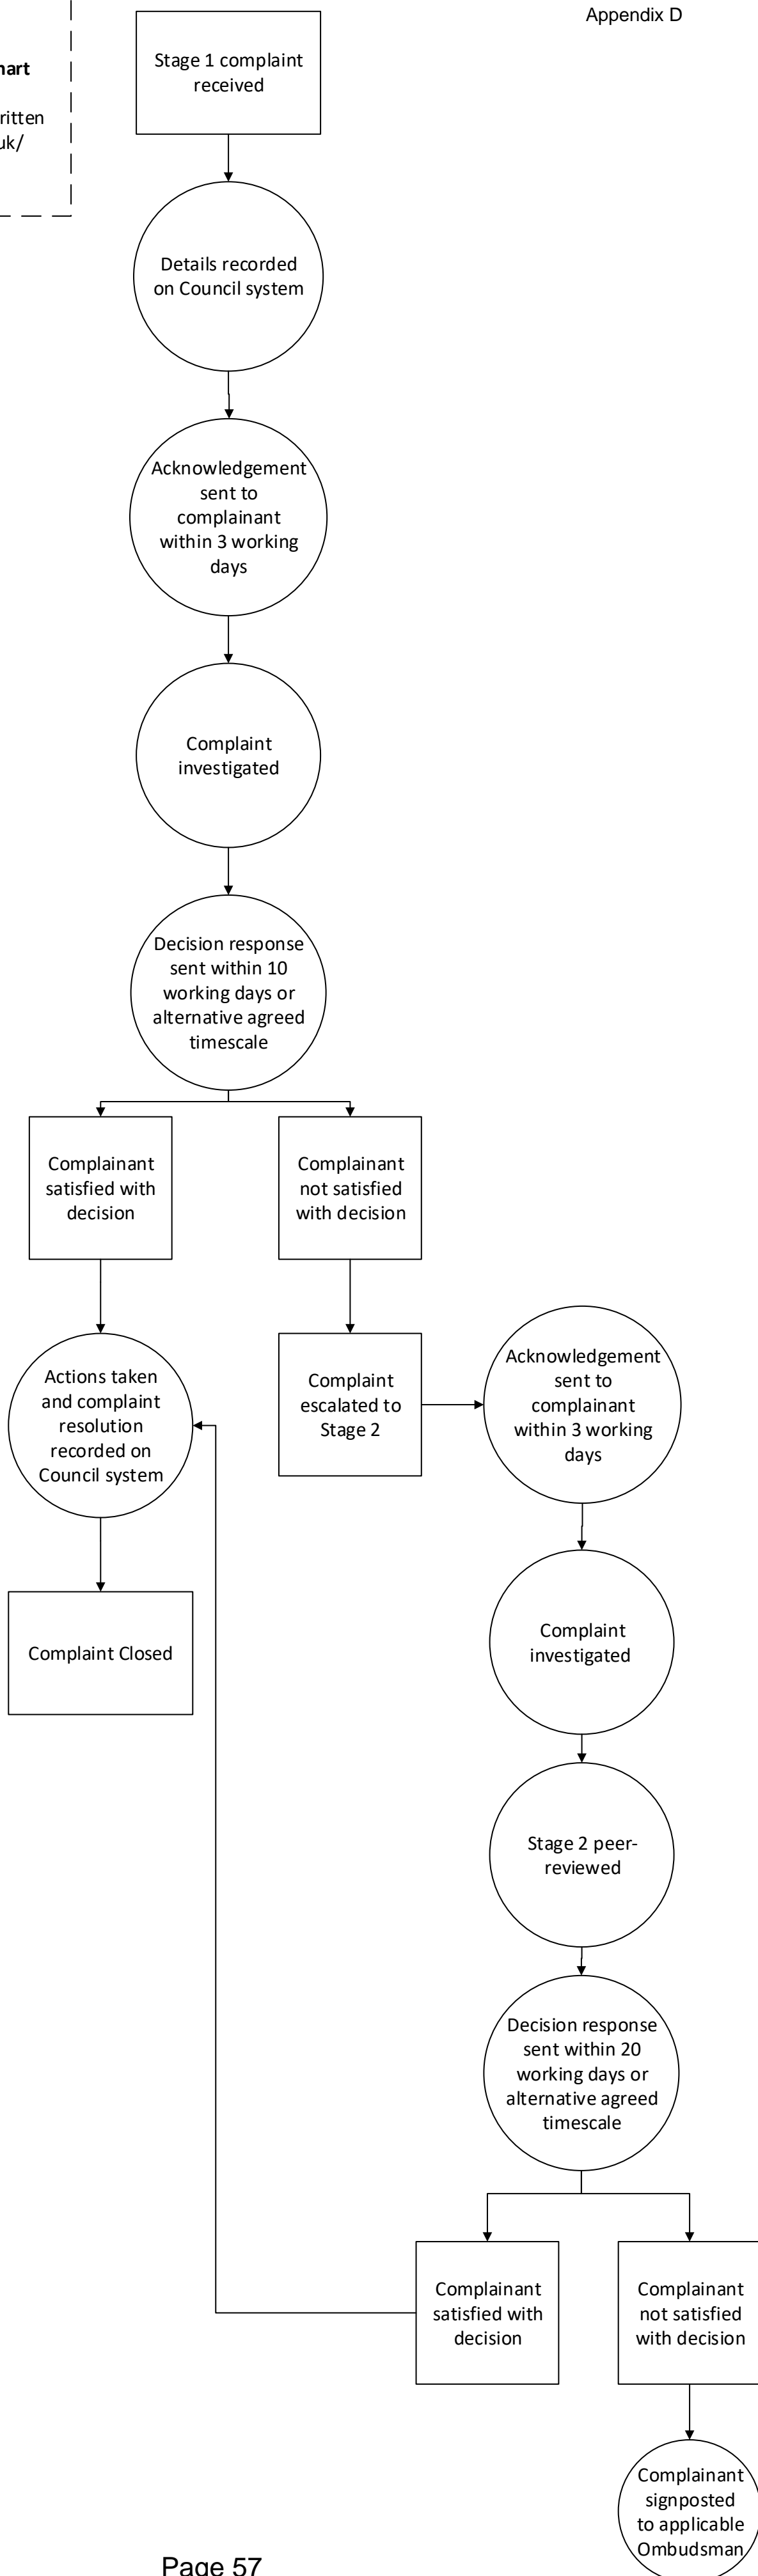 Appendix D
Stage 1 complaint
received
Details recorded
on Council system
Acknowledgement
sent to
complainant
within 3 working
days
Complaint
investigated
Decision response
sent within 10
working days or
alternative agreed
timescale
Complainant
satisfied with
decision
Complainant
not satisfied
with decision
Actions taken
and complaint
resolution
recorded on
Council system
Complaint
escalated to
Stage 2
Acknowledgement
sent to
complainant
within 3 working
days
Complaint Closed
Complaint
investigated
Stage 2 peer-
reviewed
Decision response
sent within 20
working days or
alternative agreed
timescale
Complainant
satisfied with
decision
Complainant
not satisfied
with decision
Complainant
signposted
to applicable
Ombudsman
Page 57